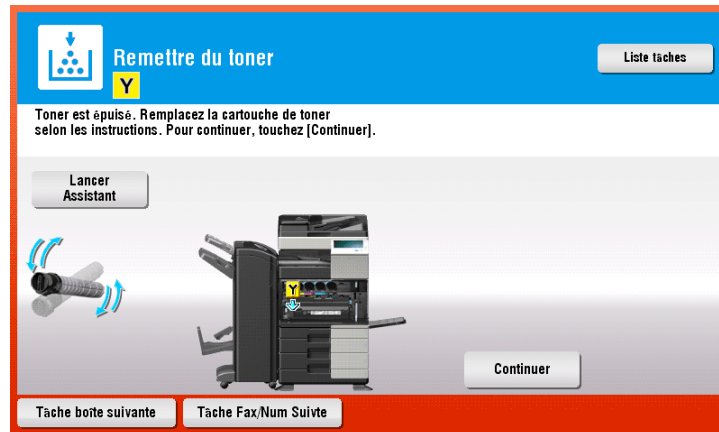 Remettre du toner
Liste tâches
Y
Toner est épuisé. Remplacez la cartouche de toner
selon les instructions. Pour continuer, touchez [Continuer].
Lancer
Assistant
Y
Continuer
Tâche boîte suivante
Tâche Fax/Num Suivte